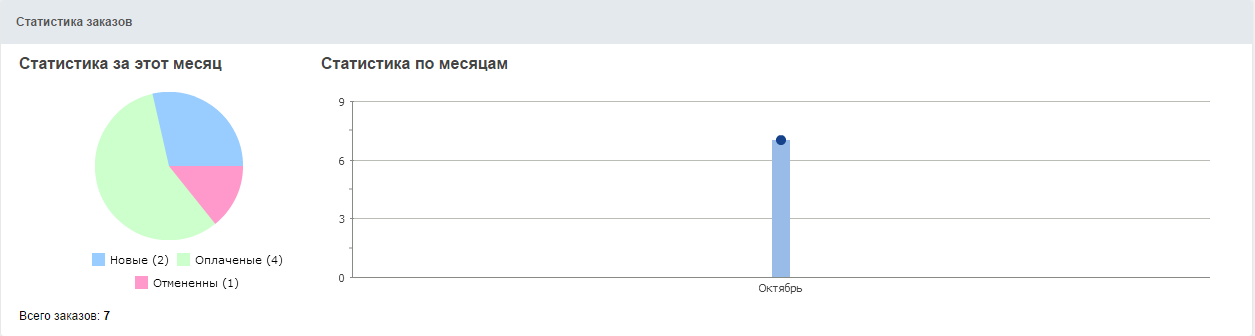 Статистика заказов
Статистика за этот месяц
Новые (2) Оплаченые (4)
Отмененны (1)
Всего заказов: 7
Статистика по месяцам
9
6
3
0
Октябрь